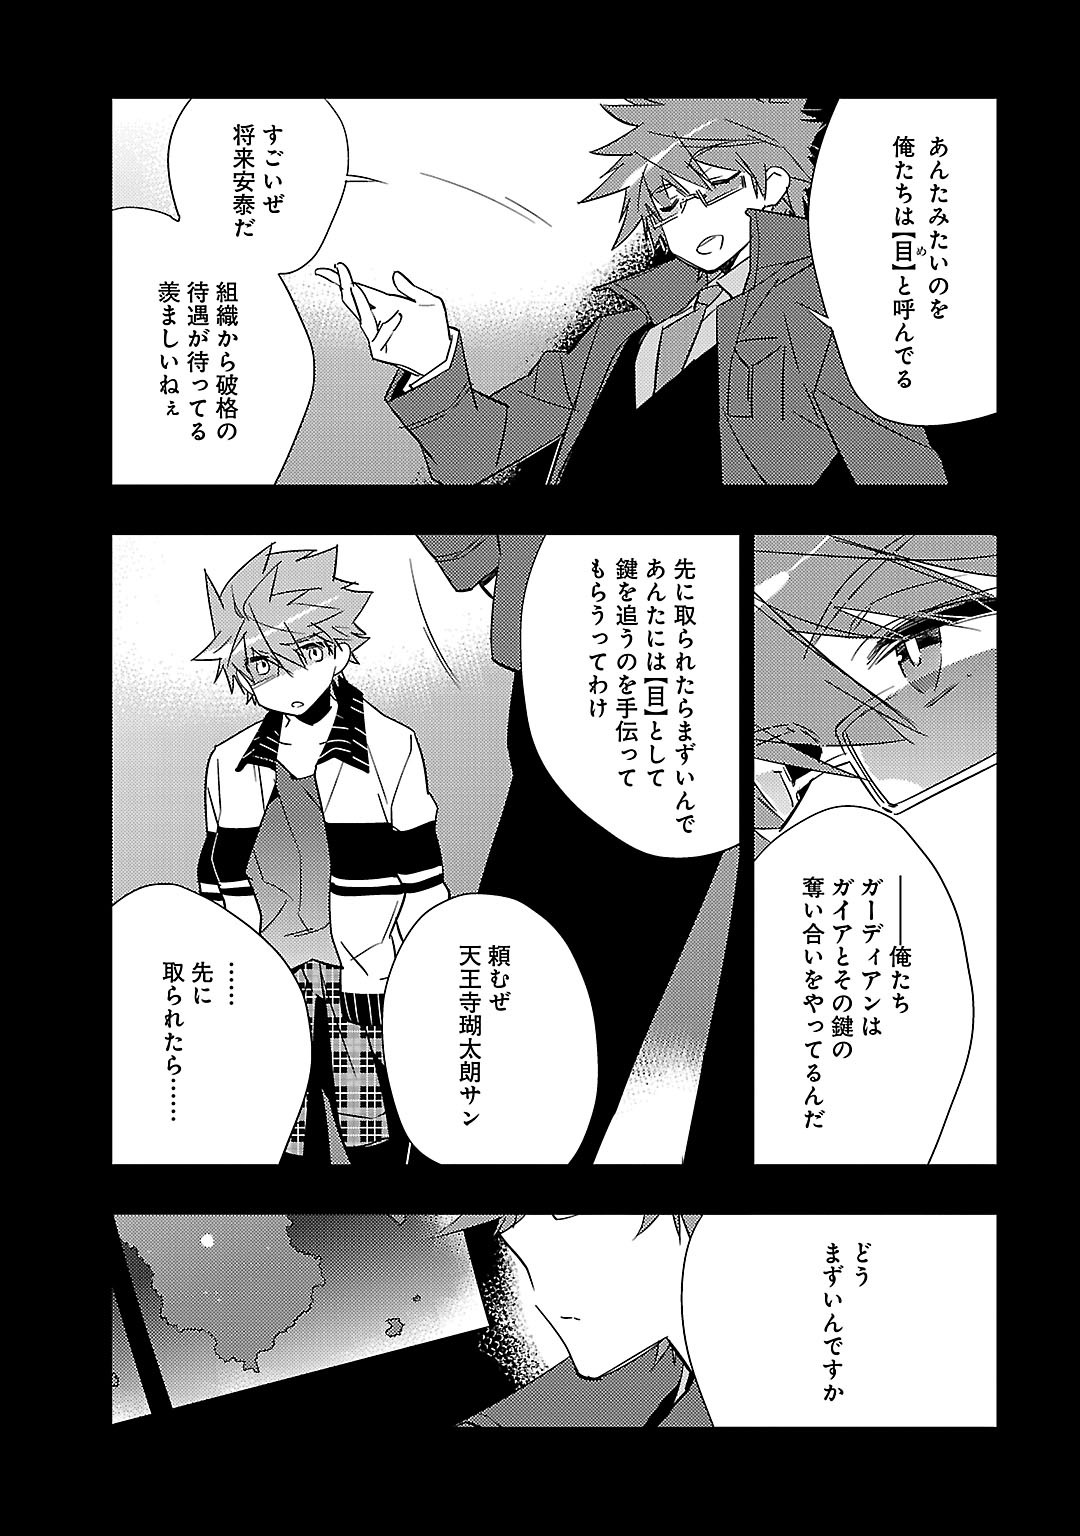 あんたみたいのを
俺たちは【目】と呼んでる
め
すごいぜ
将来安泰だ
組織から破格の
待遇が待ってる
羨ましいねぇ
――俺たち
ガーディアンは
ガイアとその鍵の
奪い合いをやってるんだ
先に取られたらまずいんで
あんたには【目】として
鍵を追うのを手伝って
もらうってわけ
頼むぜ
天王寺瑚太朗サン
……
先に
取られたら……
どう
まずいんですか